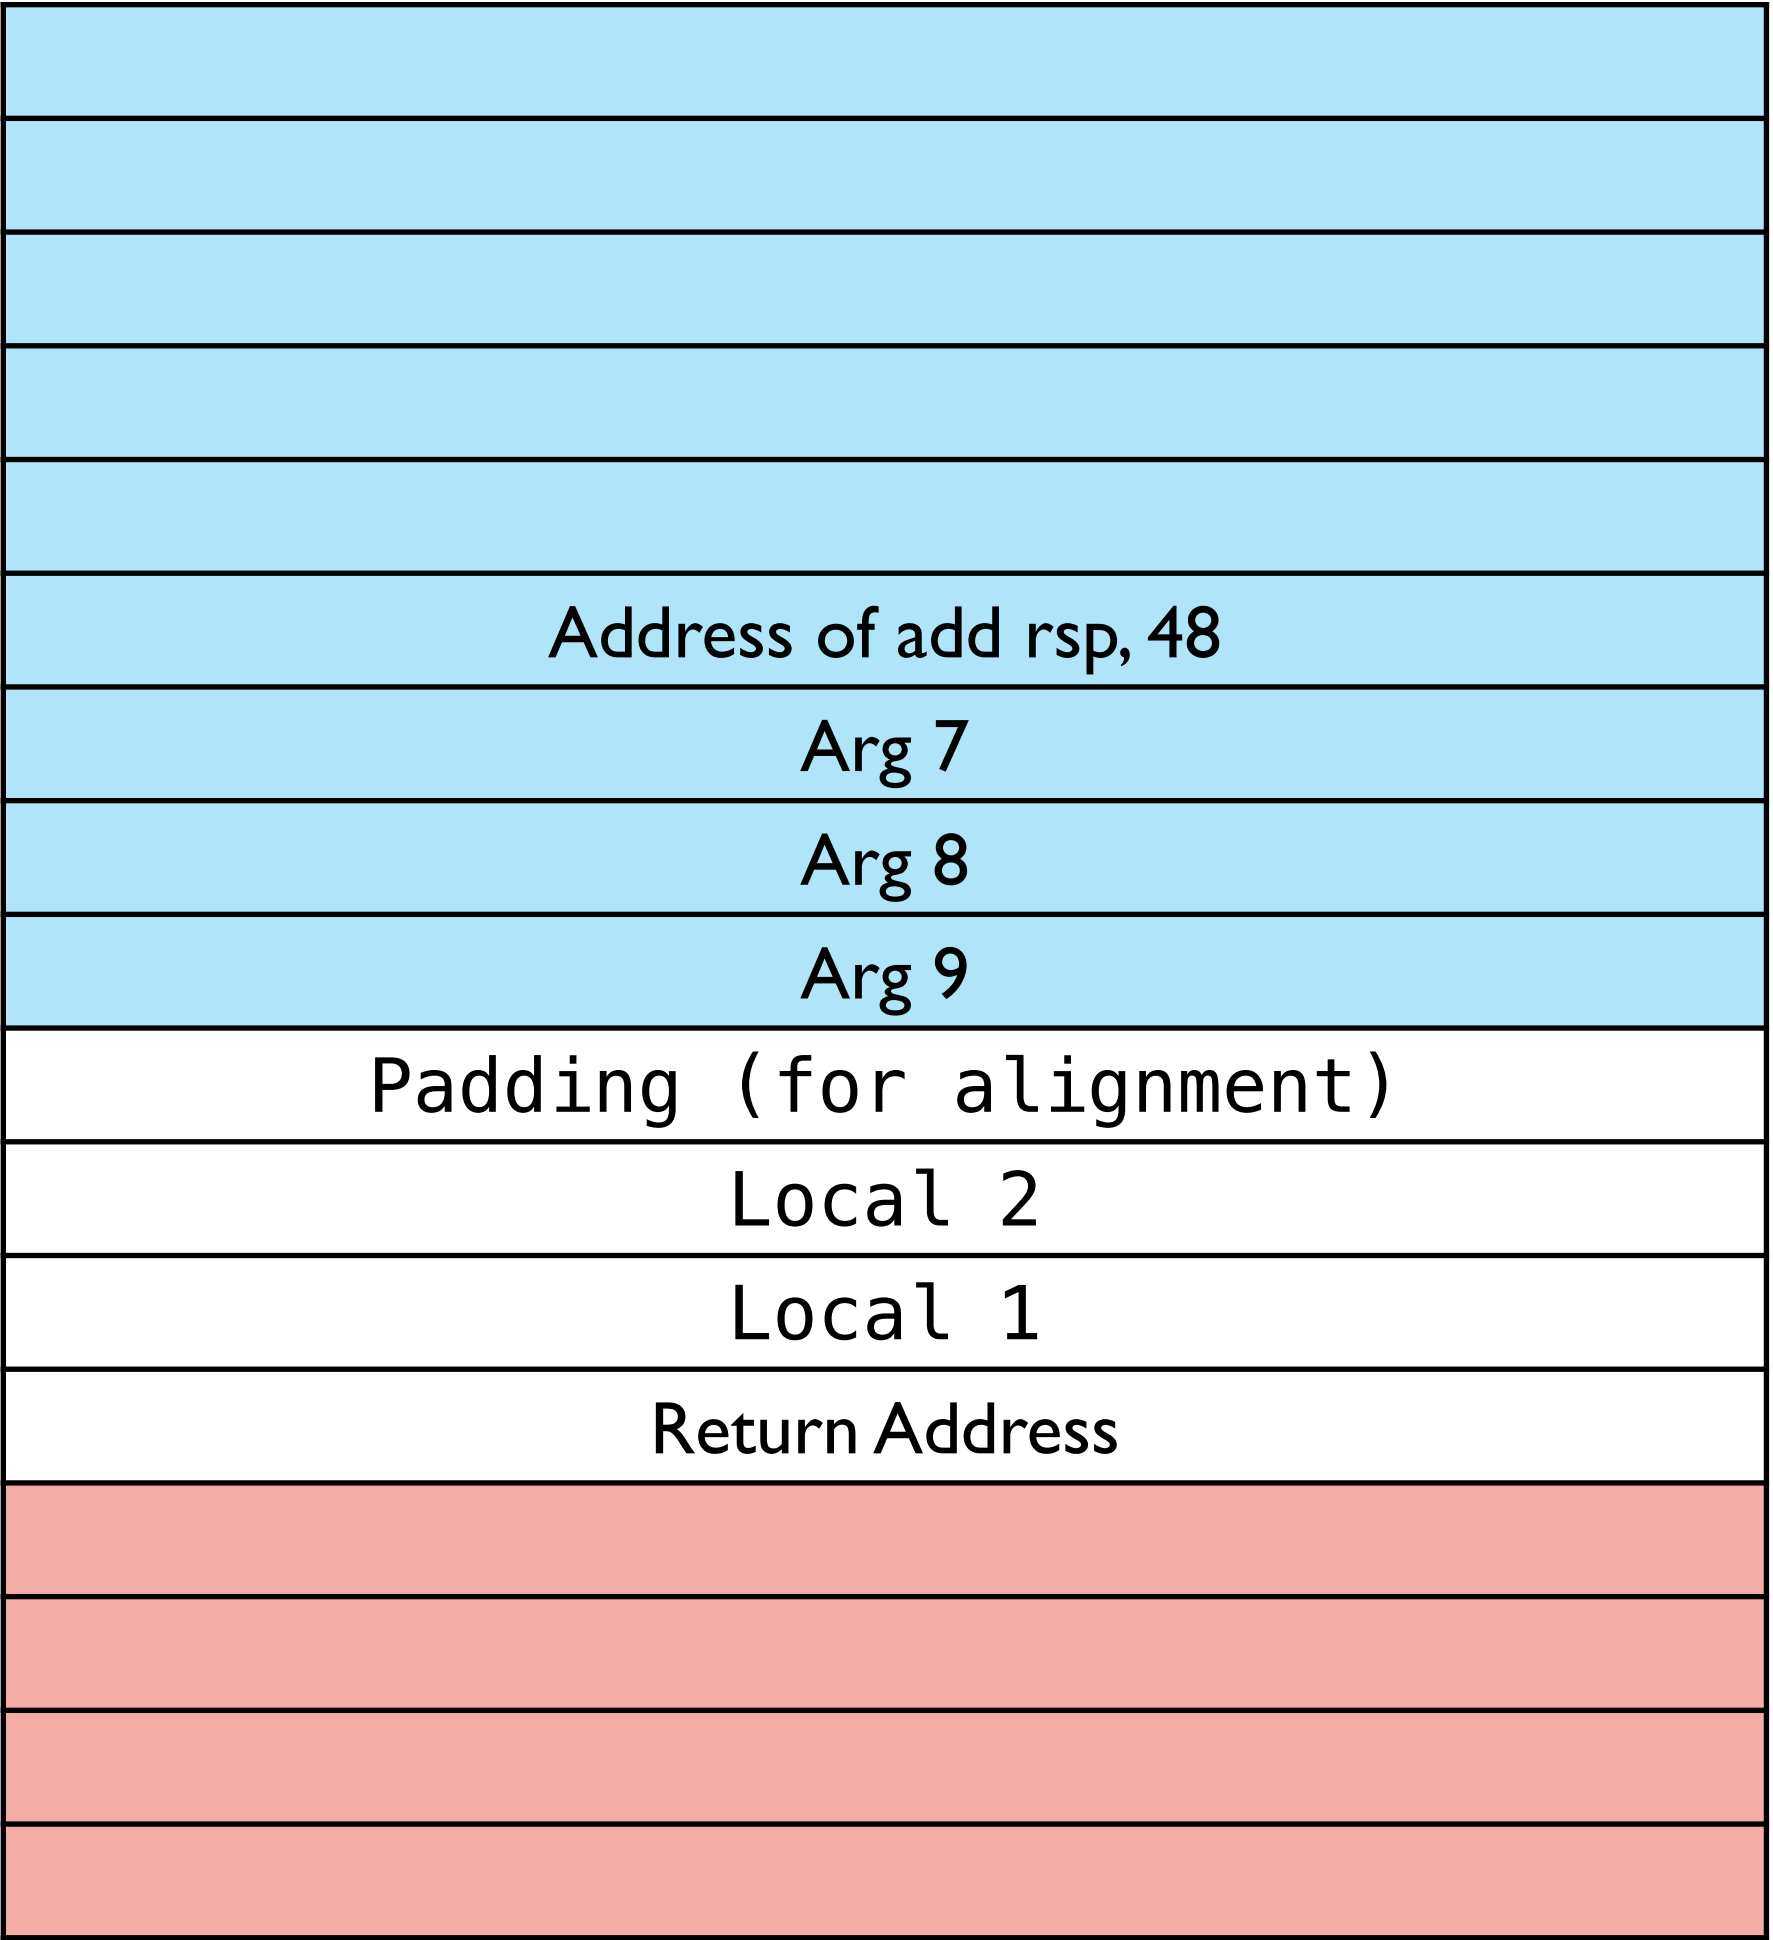 Address of add rsp, 48
Arg 7
Arg 8
Arg 9
Padding (for alignment)
Local 2
Local 1
Return Address